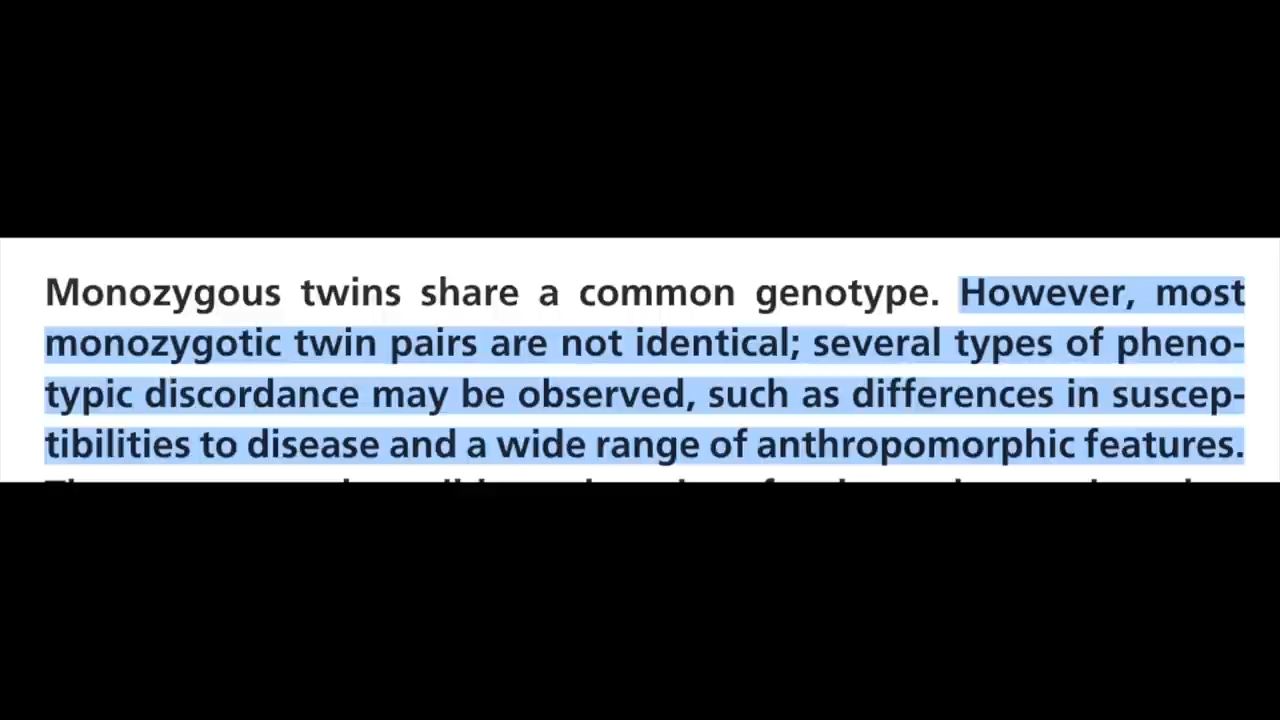 Monozygous twins share a common genotype. However, most
monozygotic twin pairs are not identical; several types of pheno-
typic discordance may be observed, such as differences in suscep-
tibilities to disease and a wide range of anthropomorphic features.